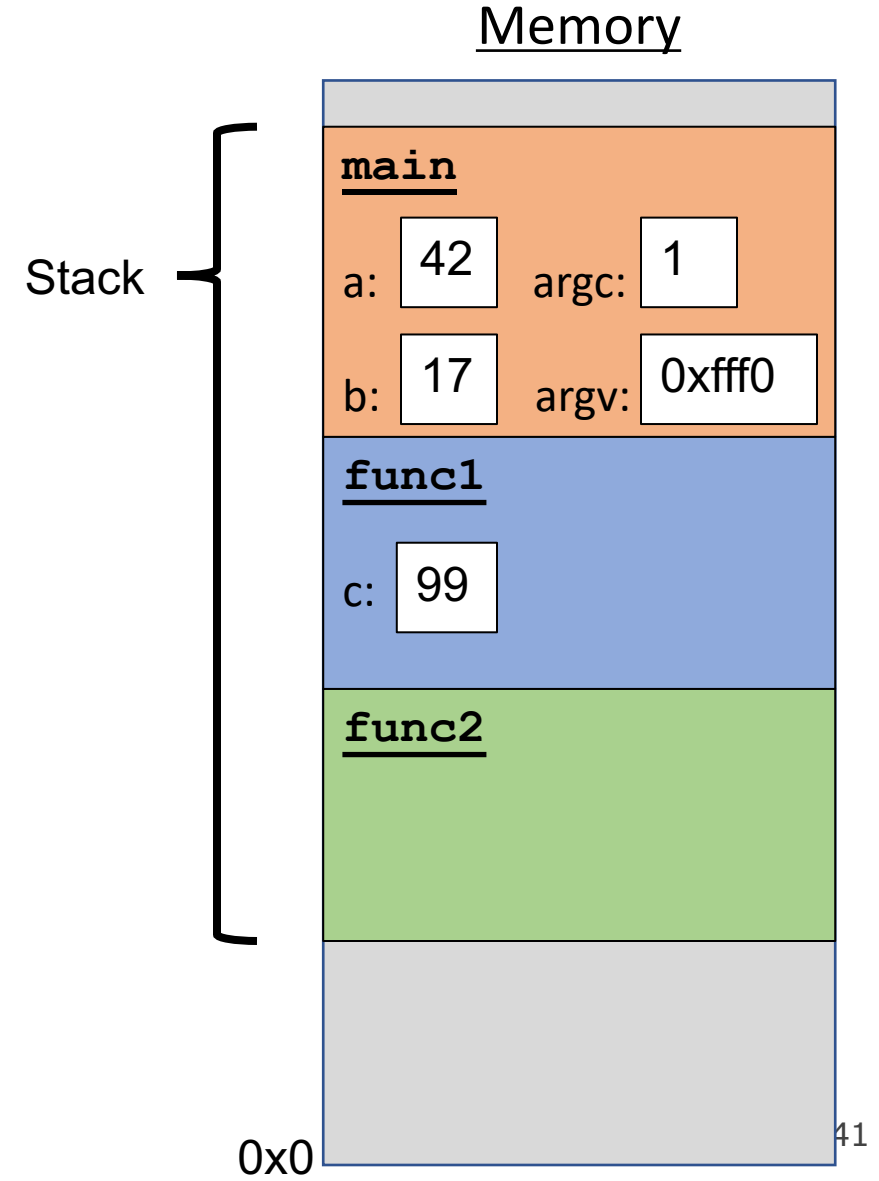 Memory
main
Stack
a: 42 argc: 1
b: 17 argv: 0xfff0
func1
c: 99
func2
41
0x0